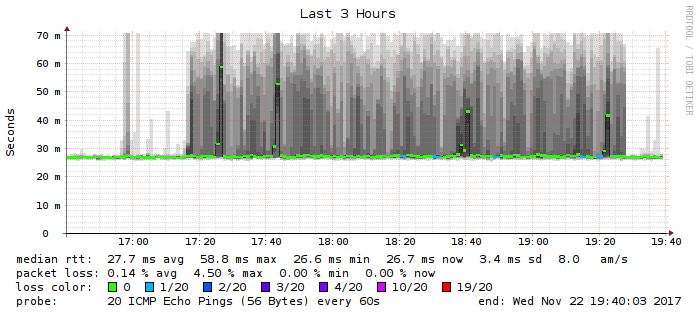 Last 3 Hours
RRDTOOL / TOBI OETIKER
Seconds
70 m
60 m
50 m
40 m
30 m
20 m
10 m
0
17:00 17:20 17:40 18:00 18:20 18:40 19:00 19:20 19:40
median rtt: 27.7 ms avg 58.8 ms max 26.6 ms min 26.7 ms now 3.4 ms sd 8.0 am/s
packet loss: 0.14 % avg 4.50 % max 0.00 % min 0.00 % now
loss color: 0 1/20 2/20 3/20 4/20 10/20 19/20
probe: 20 ICMP Echo Pings (56 Bytes) every 60s end: Wed Nov 22 19:40:03 2017